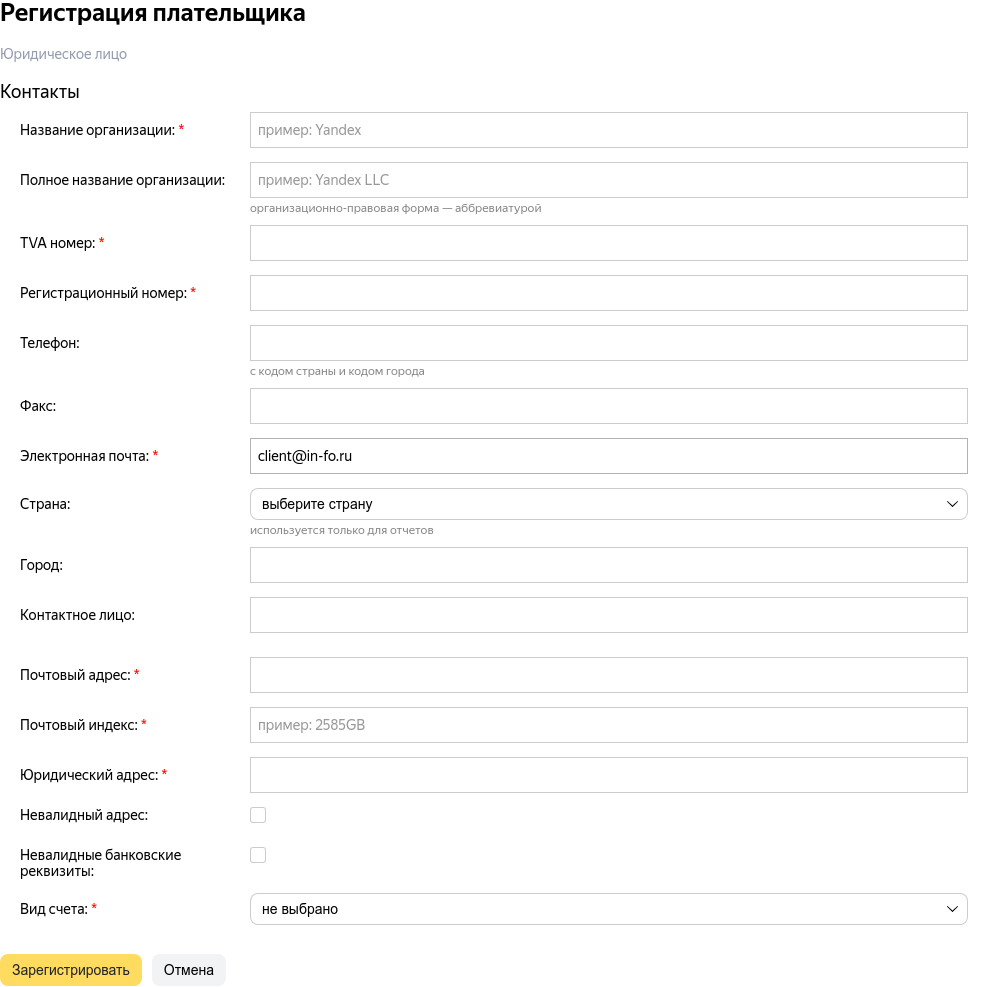 Регистрация плательщика
Юридическое лицо
Контакты
Название организации: *
пример: Yandex
Полное название организации:
пример: Yandex LLC
организационно-правовая форма — аббревиатурой
TVA номер: *
Регистрационный номер: *
Телефон:
с кодом страны и кодом города
Факс:
Электронная почта: *
client@in-fo.ru
Страна:
выберите страну
используется только для отчетов
Город:
Контактное лицо:
Почтовый адрес: *
Почтовый индекс: *
пример: 2585GB
Юридический адрес: *
Невалидный адрес:
Невалидные банковские
реквизиты:
Вид счета: *
не выбрано
Зарегистрировать
Отмена